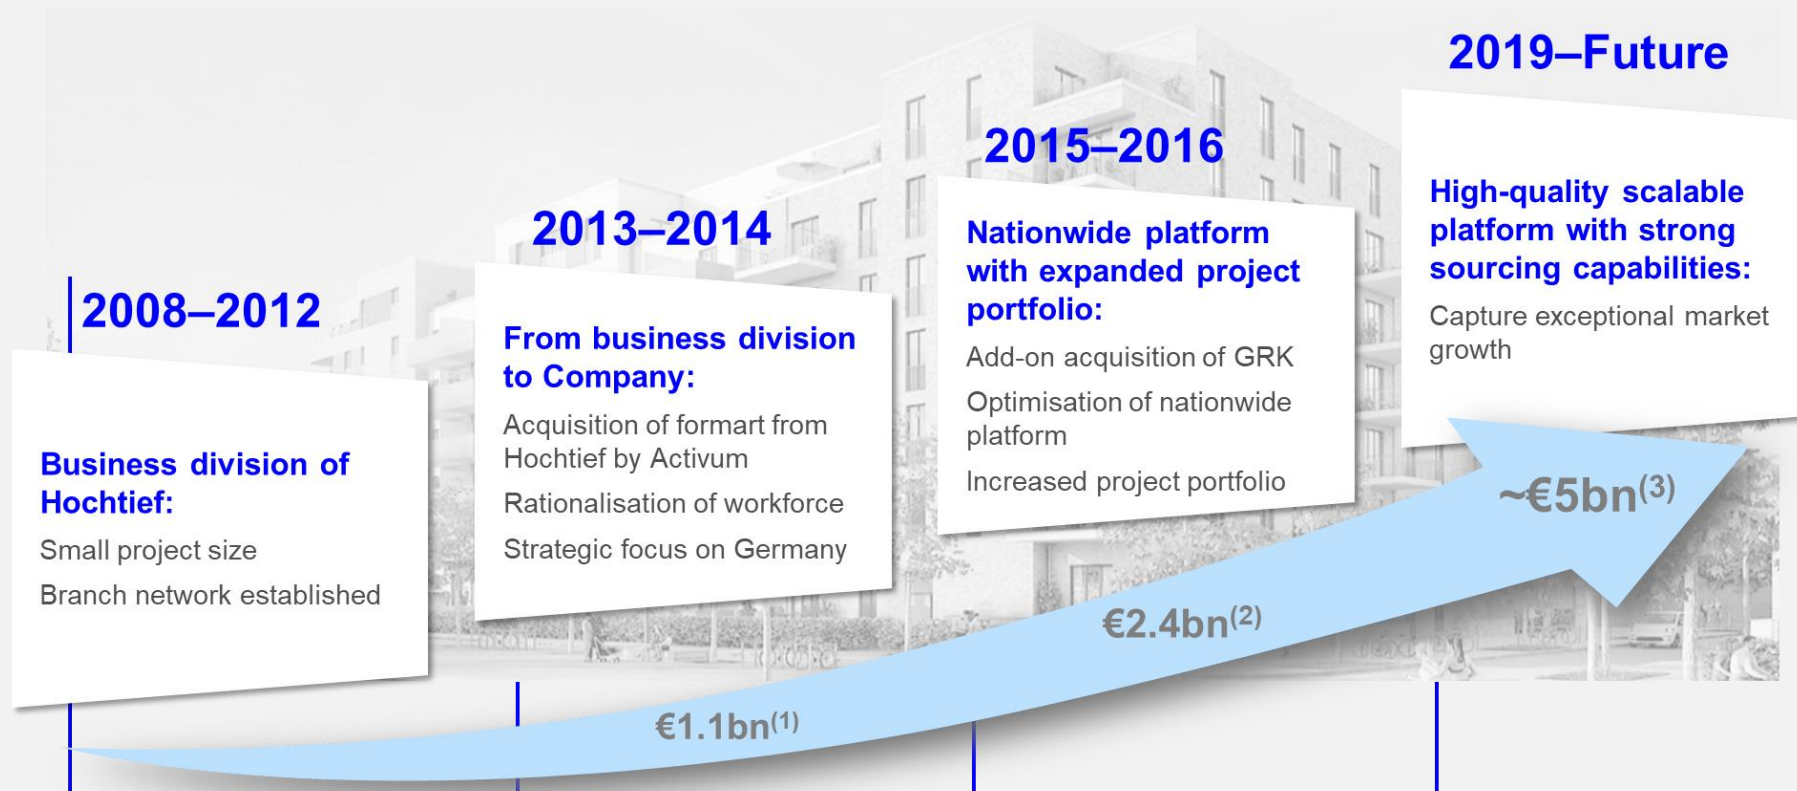 2008–2012
Business division of
Hochtief:
Small project size
Branch network established
2013–2014
From business division
to Company:
Acquisition of formart from
Hochtief by Activum
Rationalisation of workforce
Strategic focus on Germany
€1.1bn(1)
2015–2016
Nationwide platform
with expanded project
portfolio:
Add-on acquisition of GRK
Optimisation of nationwide
platform
Increased project portfolio
€2.4bn(2)
2019–Future
High-quality scalable
platform with strong
sourcing capabilities:
Capture exceptional market
growth
~€5bn(3)